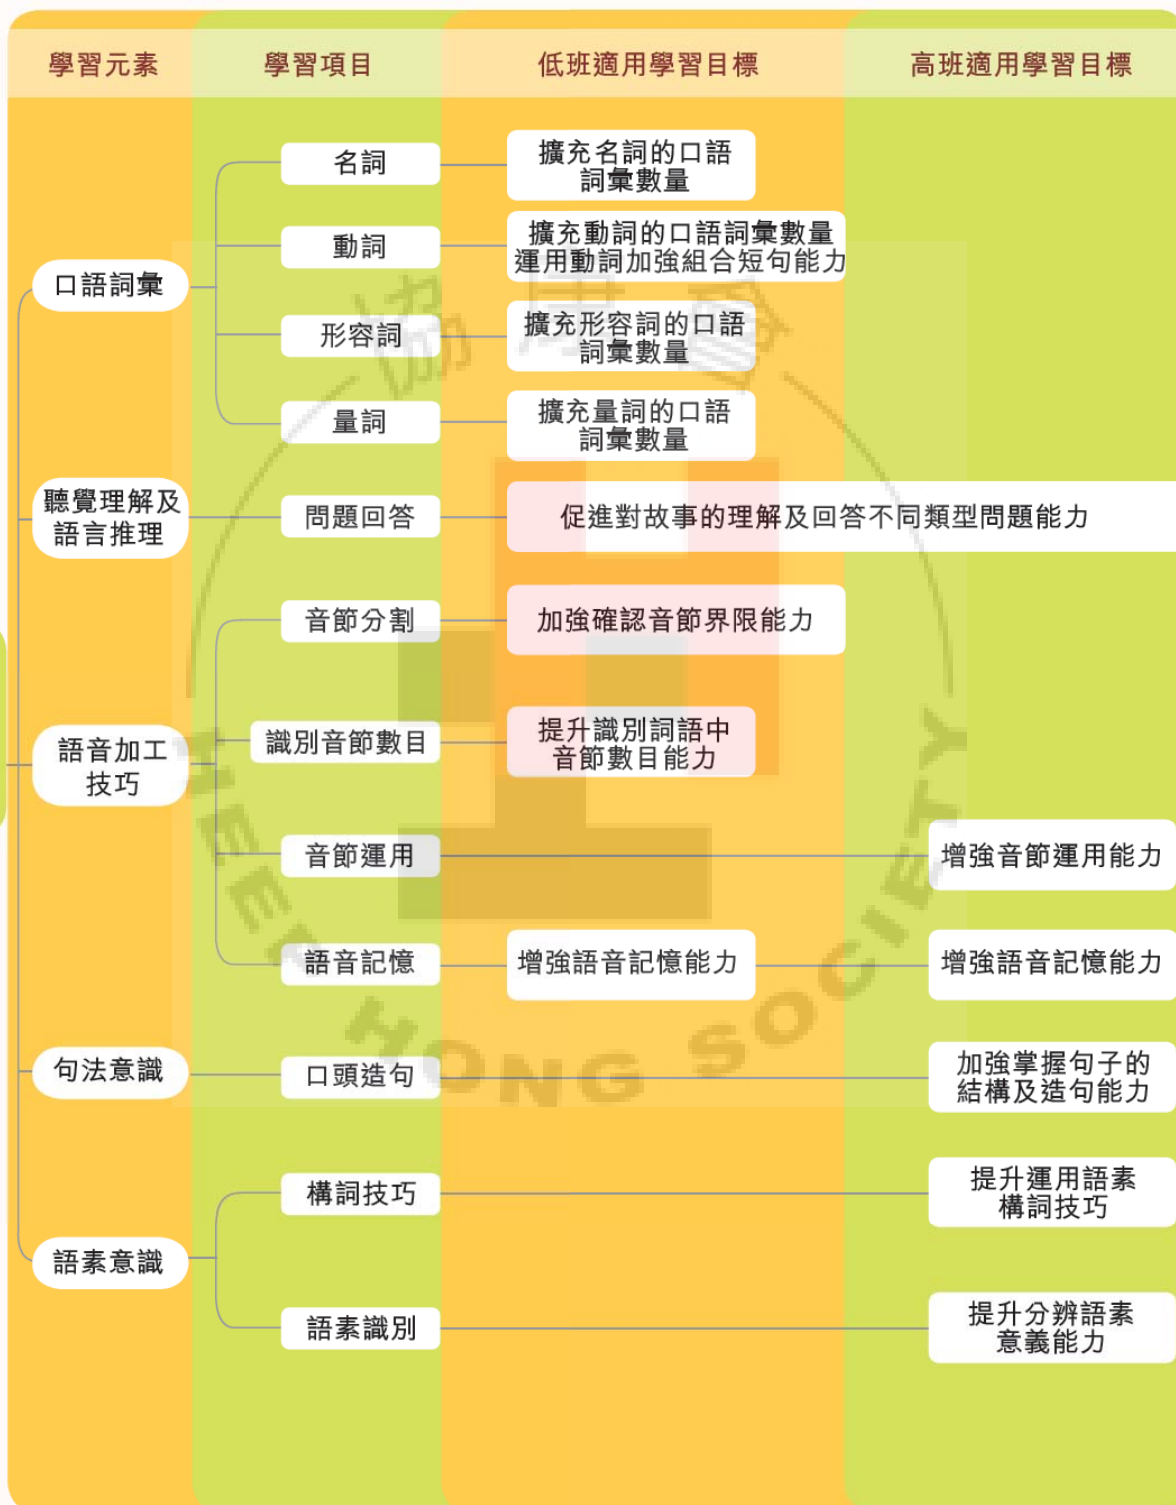 學習元素
學習項目
低班適用學習目標
高班適用學習目標
口語詞彙
名詞
擴充名詞的口語
詞彙數量
動詞
擴充動詞的口語詞彙數量
運用動詞加強組合短句能力
形容詞
擴充形容詞的口語
詞彙數量
量詞
擴充量詞的口語
詞彙數量
聽覺理解及
語言推理
問題回答
促進對故事的理解及回答不同類型問題能力
語音加工
技巧
音節分割
加強確認音節界限能力
識別音節數目
提升識別詞語中
音節數目能力
音節運用
增強音節運用能力
語音記憶
增強語音記憶能力
增強語音記憶能力
句法意識
口頭造句
加強掌握句子的
結構及造句能力
語素意識
構詞技巧
提升運用語素
構詞技巧
語素識別
提升分辨語素
意義能力
協康會
HEEP HONG SOCIETY